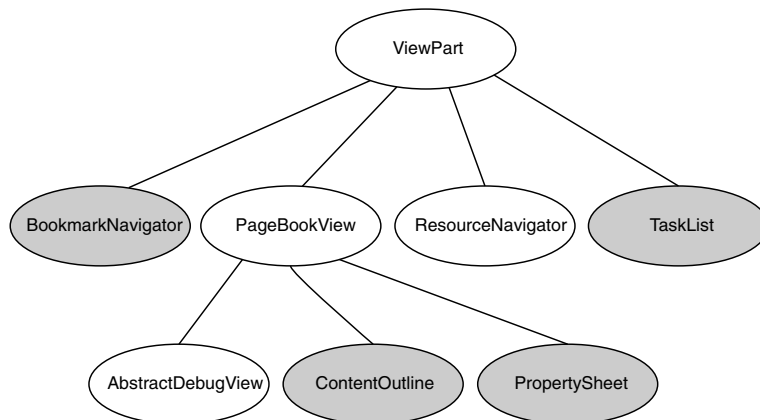 ViewPart
BookmarkNavigator
PageBookView
ResourceNavigator
TaskList
AbstractDebugView
ContentOutline
PropertySheet